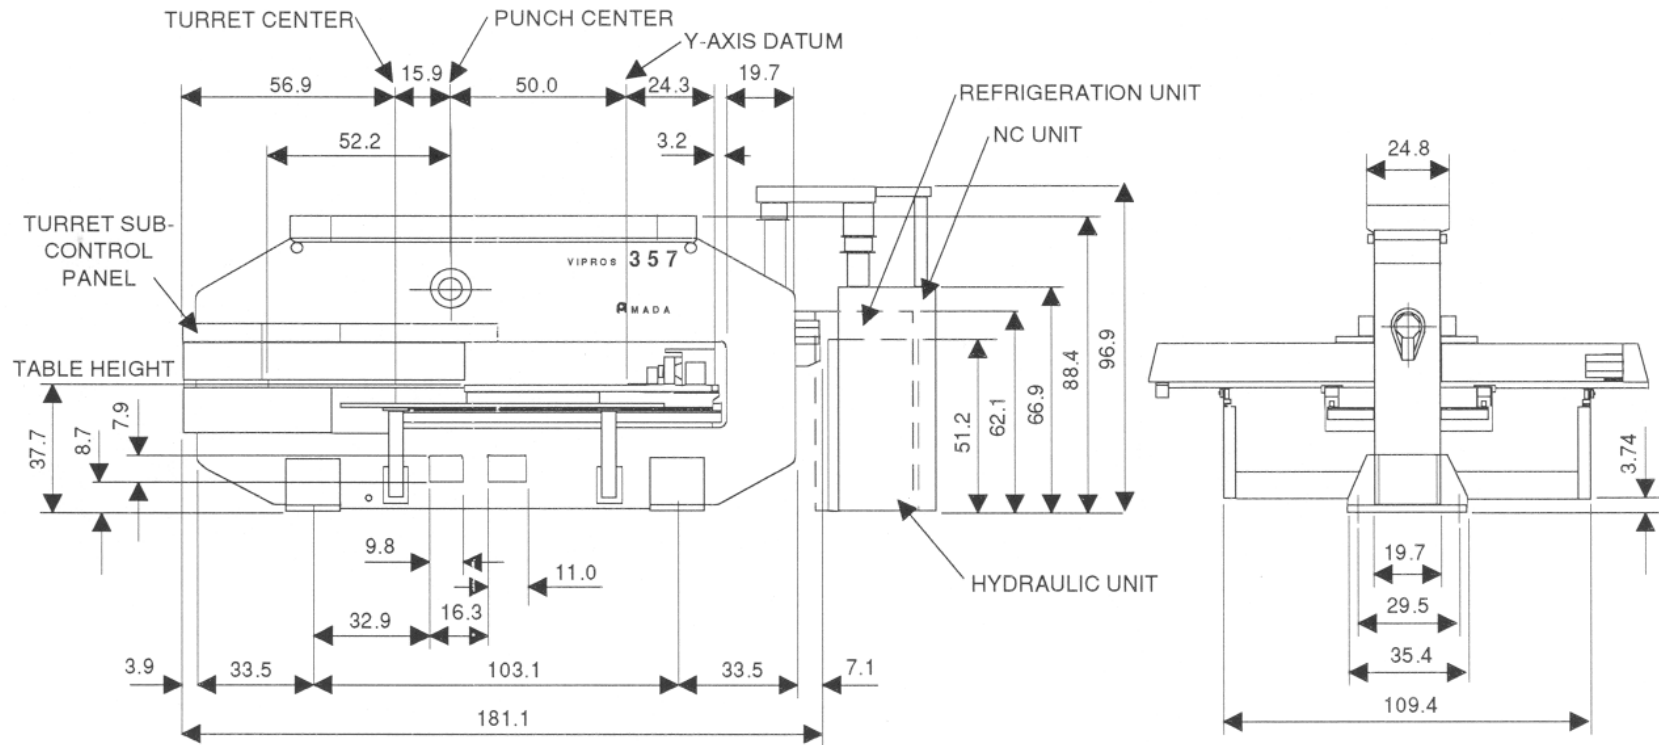 TURRET CENTER
PUNCH CENTER
Y-AXIS DATUM
56.9
15.9
50.0
24.3
19.7
REFRIGERATION UNIT
NC UNIT
52.2
3.2
24.8
TURRET SUB-
CONTROL
PANEL
VIPROS 357
AMADA
TABLE HEIGHT
37.7
8.7
7.9
51.2
62.1
66.9
88.4
96.9
3.74
9.8
11.0
HYDRAULIC UNIT
19.7
32.9
16.3
29.5
3.9
33.5
103.1
33.5
7.1
35.4
181.1
109.4